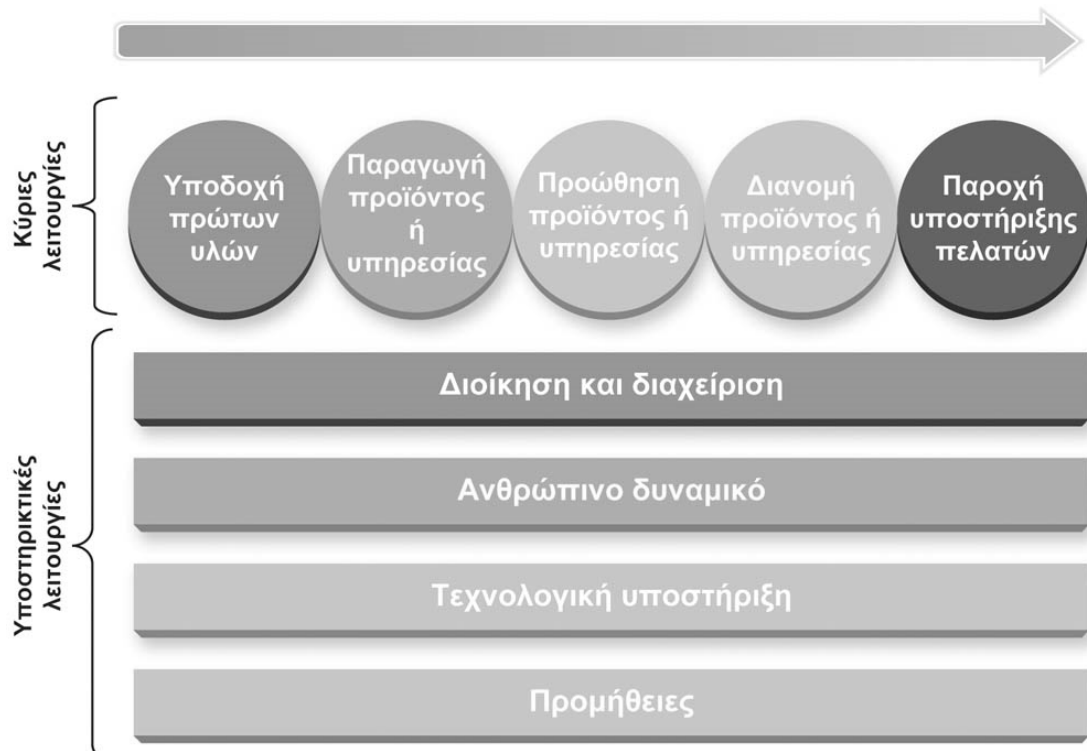 Κύριες
λειτουργίες
Υποδοχή
πρώτων
υλών
Παραγωγή
προϊόντος
ή
υπηρεσίας
Προώθηση
προϊόντος ή
υπηρεσίας
Διανομή
προϊόντος ή
υπηρεσίας
Παροχή
υποστήριξης
πελατών
Υποστηρικτικές
λειτουργίες
Διοίκηση και διαχείριση
Ανθρώπινο δυναμικό
Τεχνολογική υποστήριξη
Προμήθειες